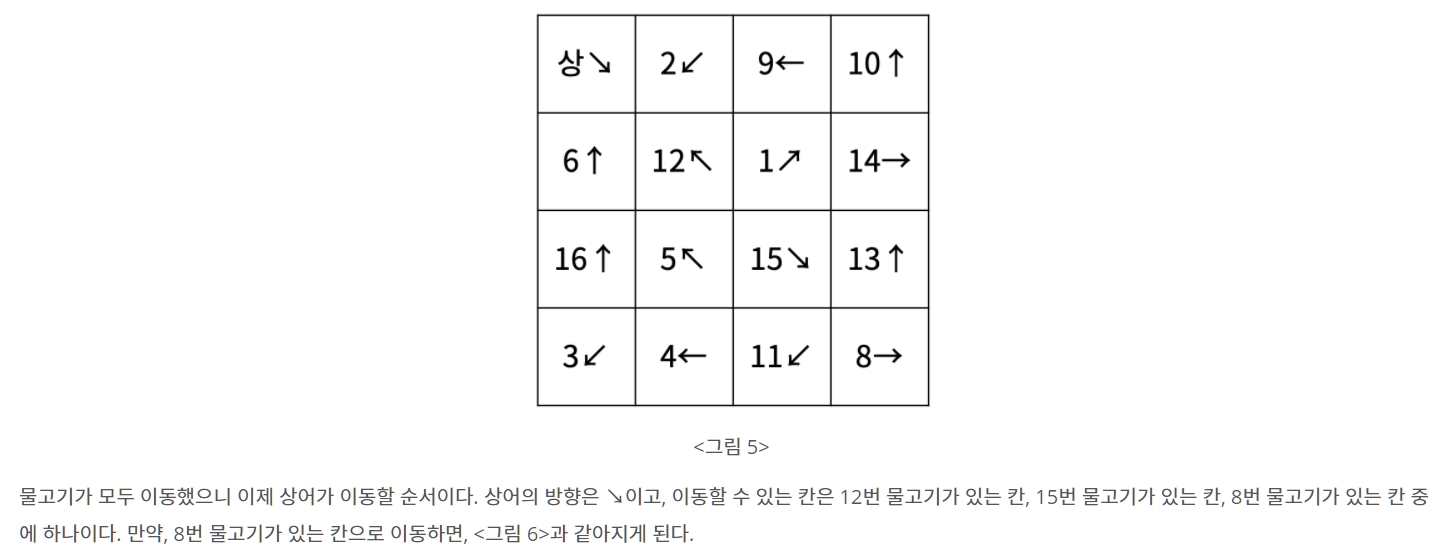 상↘ 2↙ 9← 10↑
6↑ 12↖ 1↗ 14→
16↑ 5↖ 15↘ 13↑
3↙ 4← 11↙ 8→
<그림 5>
물고기가 모두 이동했으니 이제 상어가 이동할 순서이다. 상어의 방향은 ↘이고, 이동할 수 있는 칸은 12번 물고기가 있는 칸, 15번 물고기가 있는 칸, 8번 물고기가 있는 칸 중
에 하나이다. 만약, 8번 물고기가 있는 칸으로 이동하면, <그림 6>과 같아지게 된다.